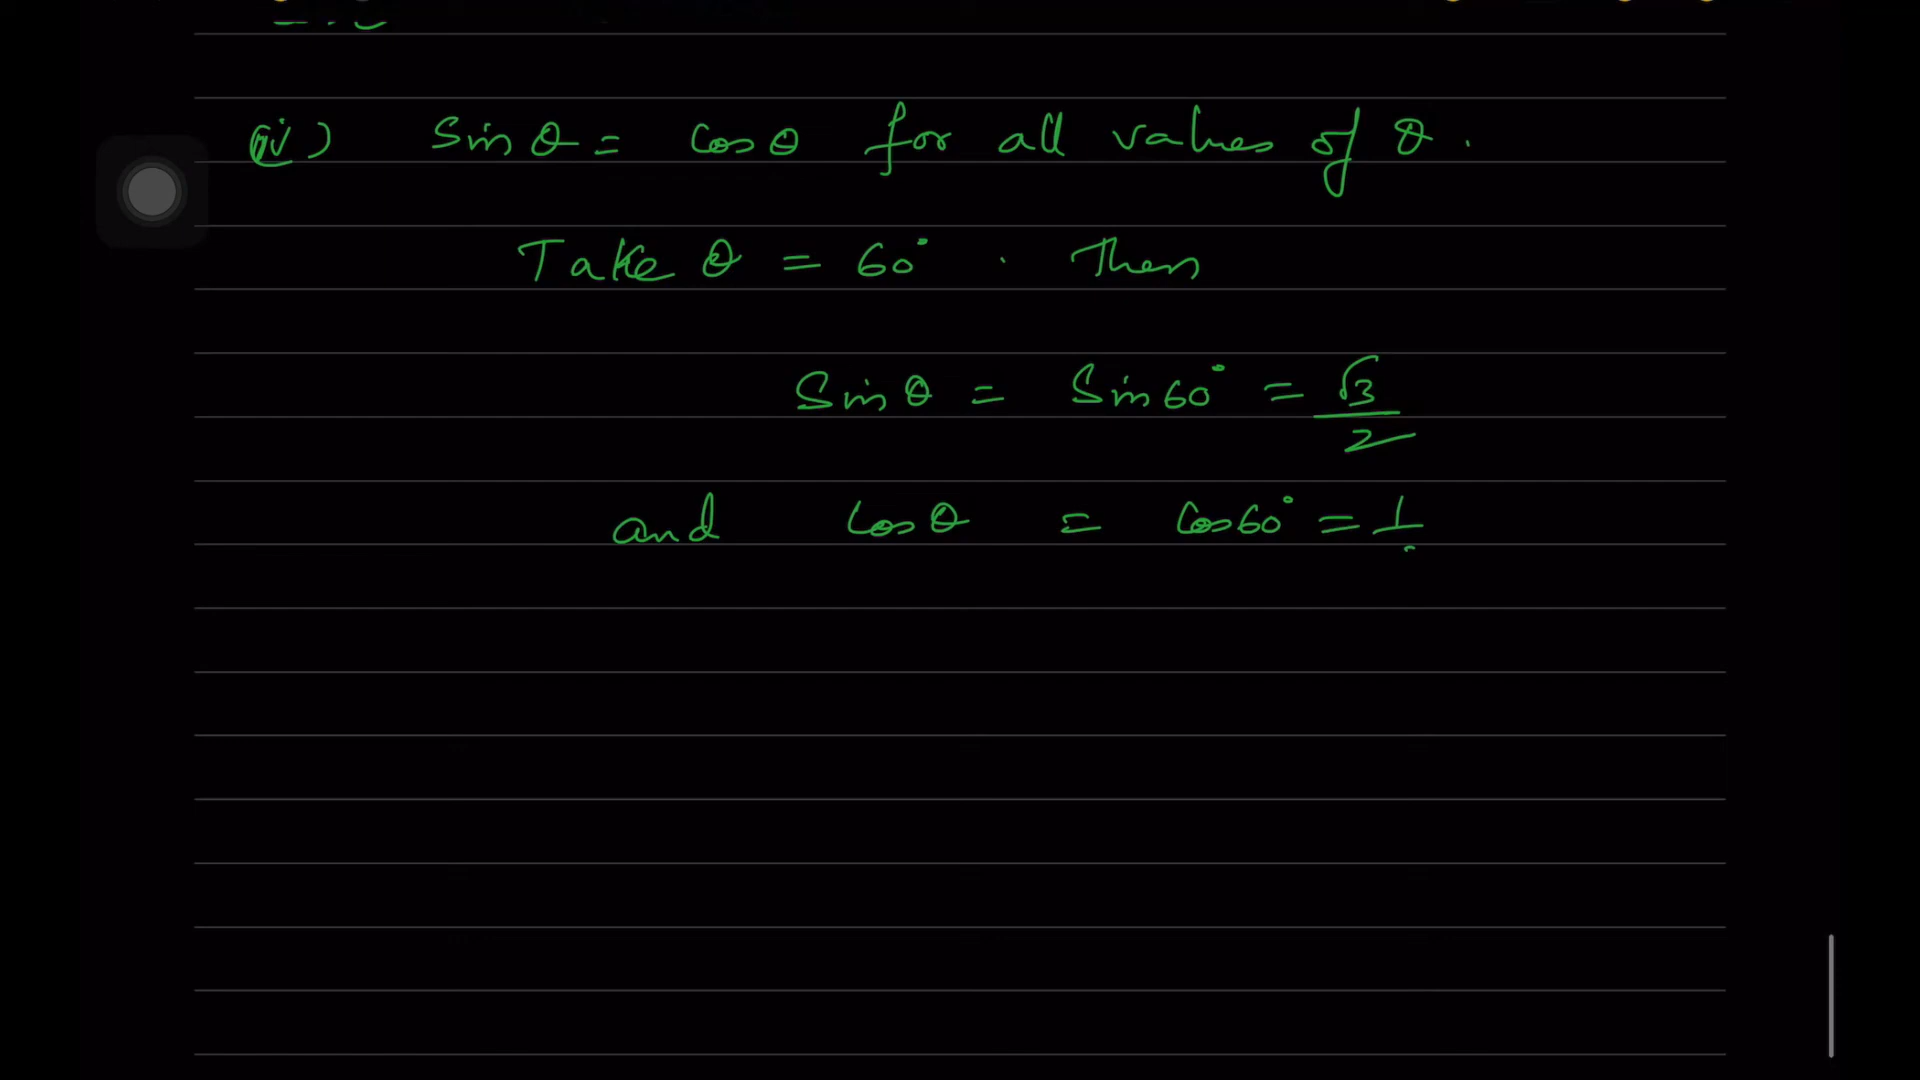 (iv) Sin θ = Cos θ for all values of θ.
Take θ = 60°. Then
Sin θ = Sin 60° = √3/2
and Cos θ = Cos 60° = 1